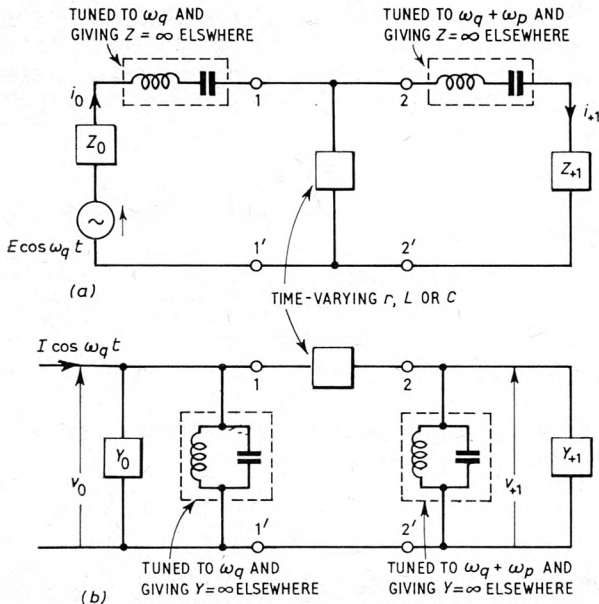 TUNED TO ωq AND
GIVING Z = ∞ ELSWHERE
TUNED TO ωq + ωp AND
GIVING Z = ∞ ELSEWHERE
i0
1
2
i+1
Z0
Z+1
~
E cos ωq t
1′
2′
(a)
TIME-VARYING r, L OR C
I cos ωq t
1
2
v0
Y0
v+1
Y+1
1′
2′
TUNED TO ωq AND
GIVING Y = ∞ ELSEWHERE
TUNED TO ωq + ωp AND
GIVING Y = ∞ ELSEWHERE
(b)